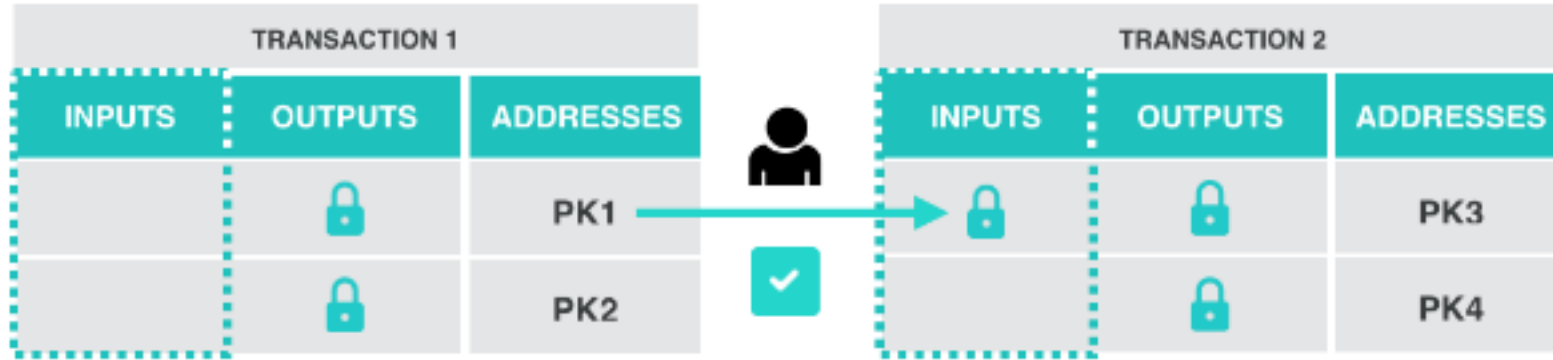 TRANSACTION 1
INPUTS OUTPUTS ADDRESSES
PK1
PK2
TRANSACTION 2
INPUTS OUTPUTS ADDRESSES
PK3
PK4